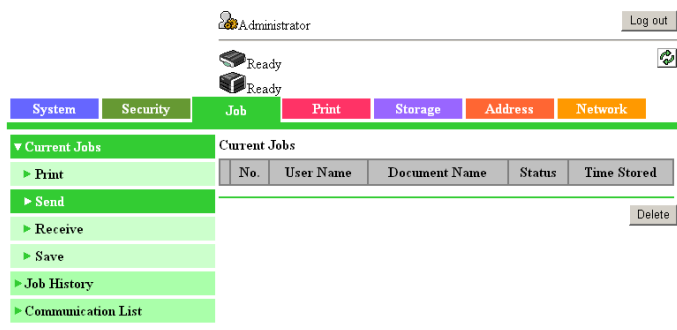 Administrator
Log out
Ready
Ready
System Security Job Print Storage Address Network
Current Jobs
Print
Send
Receive
Save
Job History
Communication List
Current Jobs
No. User Name Document Name Status Time Stored
Delete